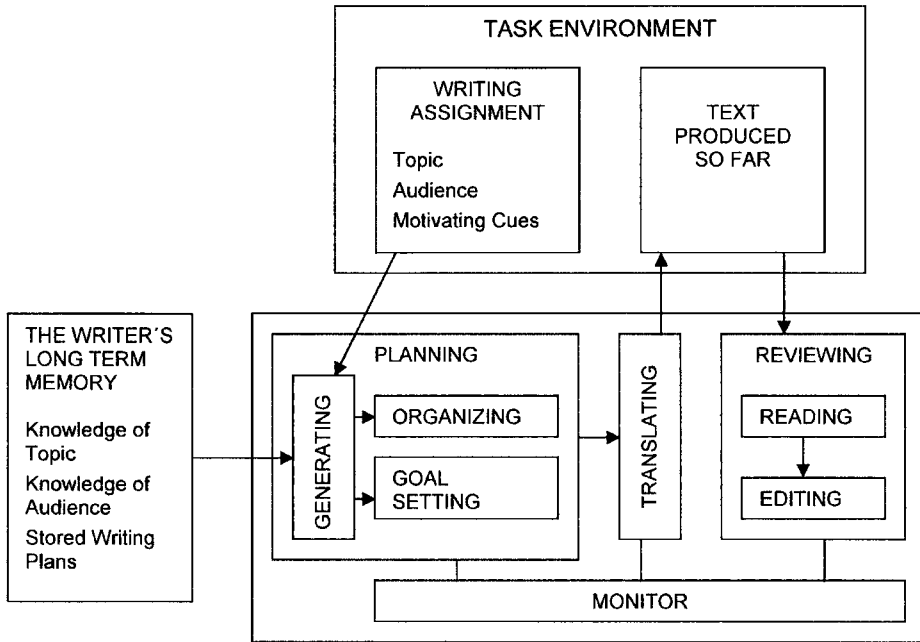 TASK ENVIRONMENT
WRITING
ASSIGNMENT
Topic
Audience
Motivating Cues
TEXT
PRODUCED
SO FAR
THE WRITER´S
LONG TERM
MEMORY
Knowledge of
Topic
Knowledge of
Audience
Stored Writing
Plans
PLANNING
GENERATING
ORGANIZING
GOAL
SETTING
TRANSLATING
REVIEWING
READING
EDITING
MONITOR